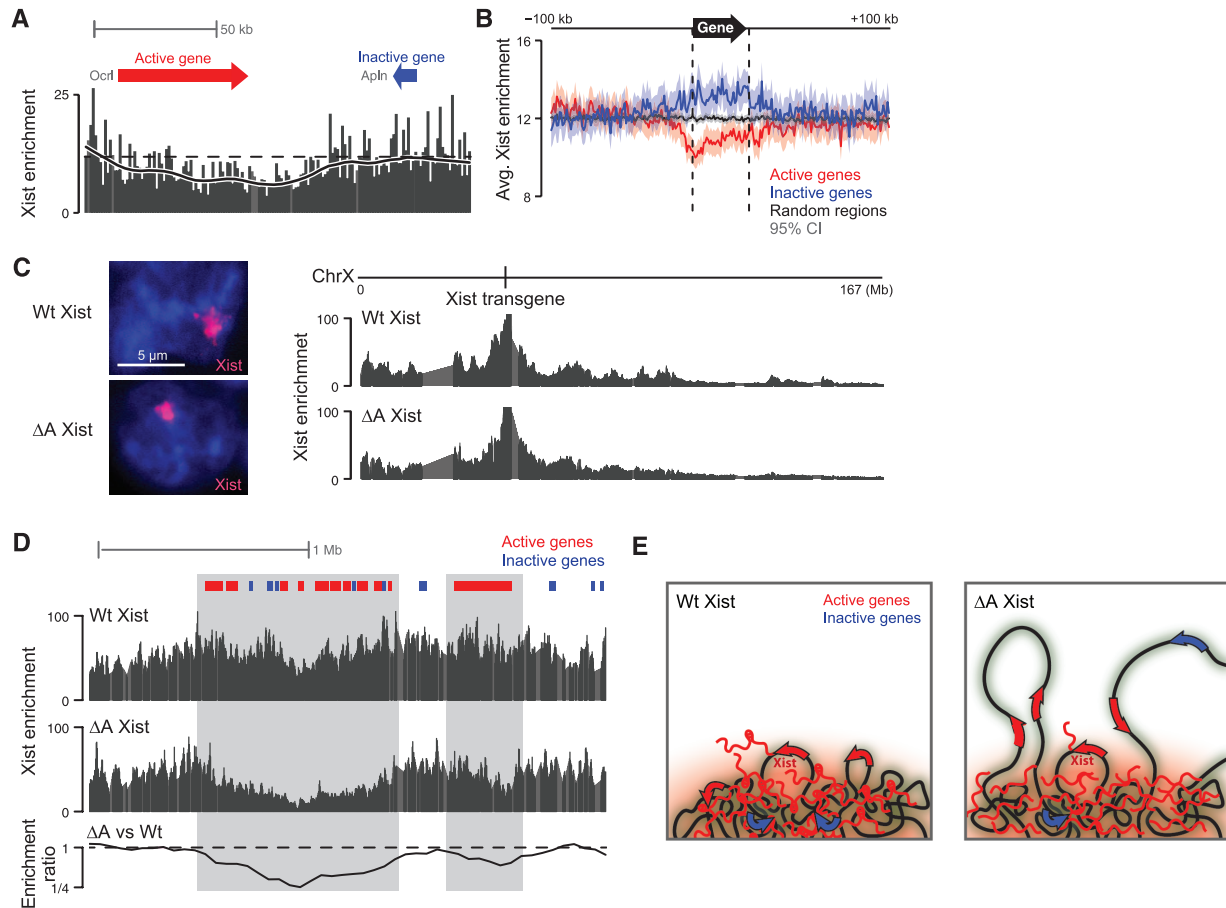 A
50 kb
Active gene
Inactive gene
Ocrl
Apln
Xist enrichment
25
0
B
−100 kb
+100 kb
Gene
Avg. Xist enrichment
16
12
8
Active genes
Inactive genes
Random regions
95% CI
C
Wt Xist
5 µm
Xist
ΔA Xist
Xist
ChrX
0
167 (Mb)
Xist transgene
Xist enrichmnet
Wt Xist
100
0
ΔA Xist
100
0
D
1 Mb
Active genes
Inactive genes
Xist enrichment
Wt Xist
100
0
Xist enrichment
ΔA Xist
100
0
Enrichment
ratio
ΔA vs Wt
1
1/4
E
Wt Xist
Active genes
Inactive genes
Xist
ΔA Xist
Xist